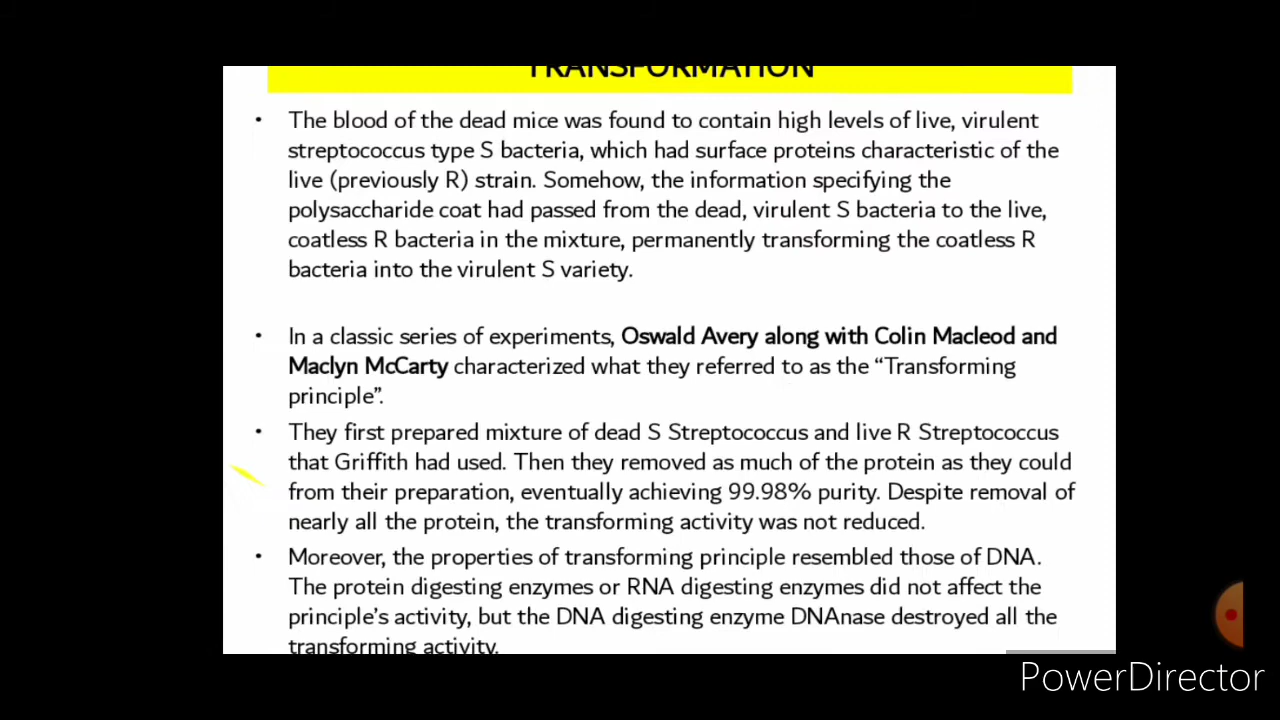 TRANSFORMATION
• The blood of the dead mice was found to contain high levels of live, virulent
streptococcus type S bacteria, which had surface proteins characteristic of the
live (previously R) strain. Somehow, the information specifying the
polysaccharide coat had passed from the dead, virulent S bacteria to the live,
coatless R bacteria in the mixture, permanently transforming the coatless R
bacteria into the virulent S variety.
• In a classic series of experiments, Oswald Avery along with Colin Macleod and
Maclyn McCarty characterized what they referred to as the “Transforming
principle”.
• They first prepared mixture of dead S Streptococcus and live R Streptococcus
that Griffith had used. Then they removed as much of the protein as they could
from their preparation, eventually achieving 99.98% purity. Despite removal of
nearly all the protein, the transforming activity was not reduced.
• Moreover, the properties of transforming principle resembled those of DNA.
The protein digesting enzymes or RNA digesting enzymes did not affect the
principle’s activity, but the DNA digesting enzyme DNAnase destroyed all the
transforming activity.
PowerDirector